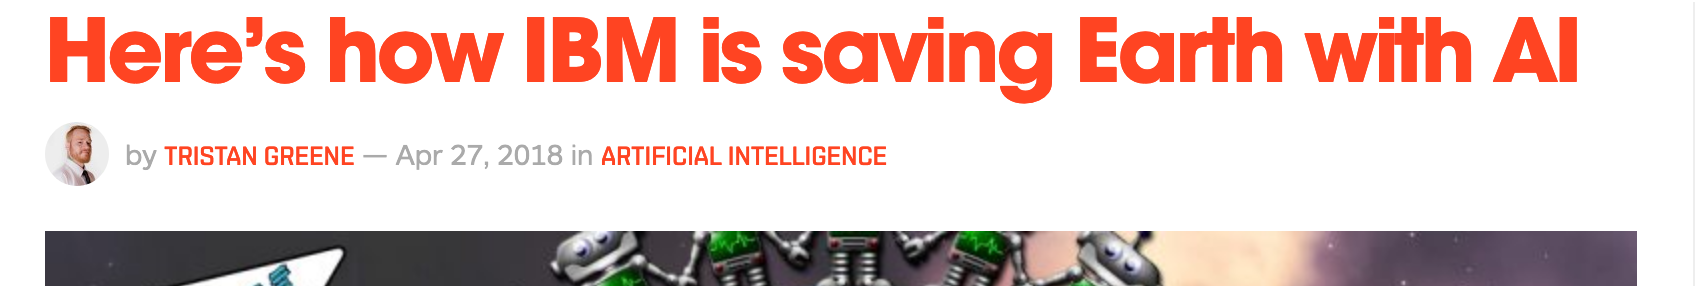 Here’s how IBM is saving Earth with AI
by TRISTAN GREENE — Apr 27, 2018 in ARTIFICIAL INTELLIGENCE